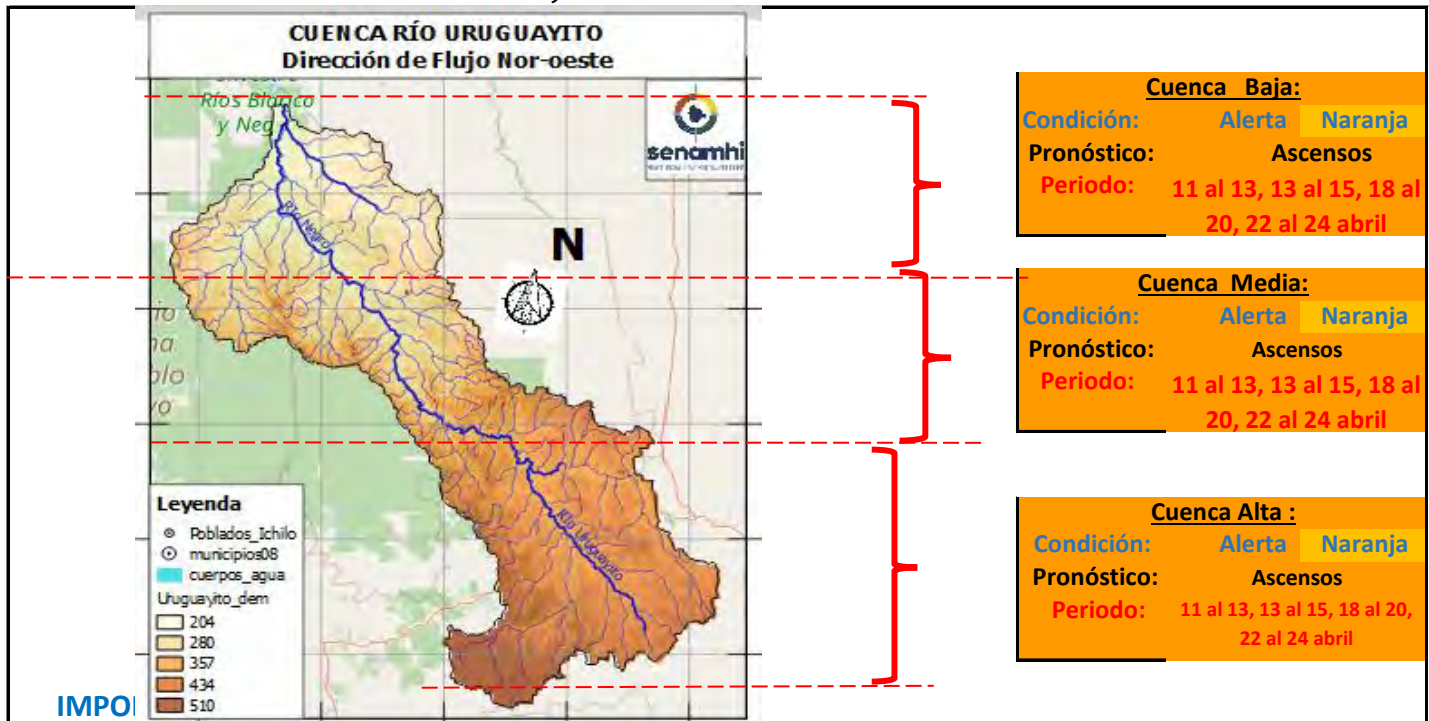 CUENCA RÍO URUGUAYITO
Dirección de Flujo Nor-oeste
Ríos Blanco
y Neg
senamhi
Río Negro
N
Río Uruguayito
Leyenda
Poblados_Ichilo
municipios08
cuerpos_agua
Uruguayito_dem
204
280
357
434
510
IMPO
Cuenca Baja:
Condición: Alerta Naranja
Pronóstico: Ascensos
Periodo: 11 al 13, 13 al 15, 18 al
20, 22 al 24 abril
Cuenca Media:
Condición: Alerta Naranja
Pronóstico: Ascensos
Periodo: 11 al 13, 13 al 15, 18 al
20, 22 al 24 abril
Cuenca Alta :
Condición: Alerta Naranja
Pronóstico: Ascensos
Periodo: 11 al 13, 13 al 15, 18 al 20,
22 al 24 abril